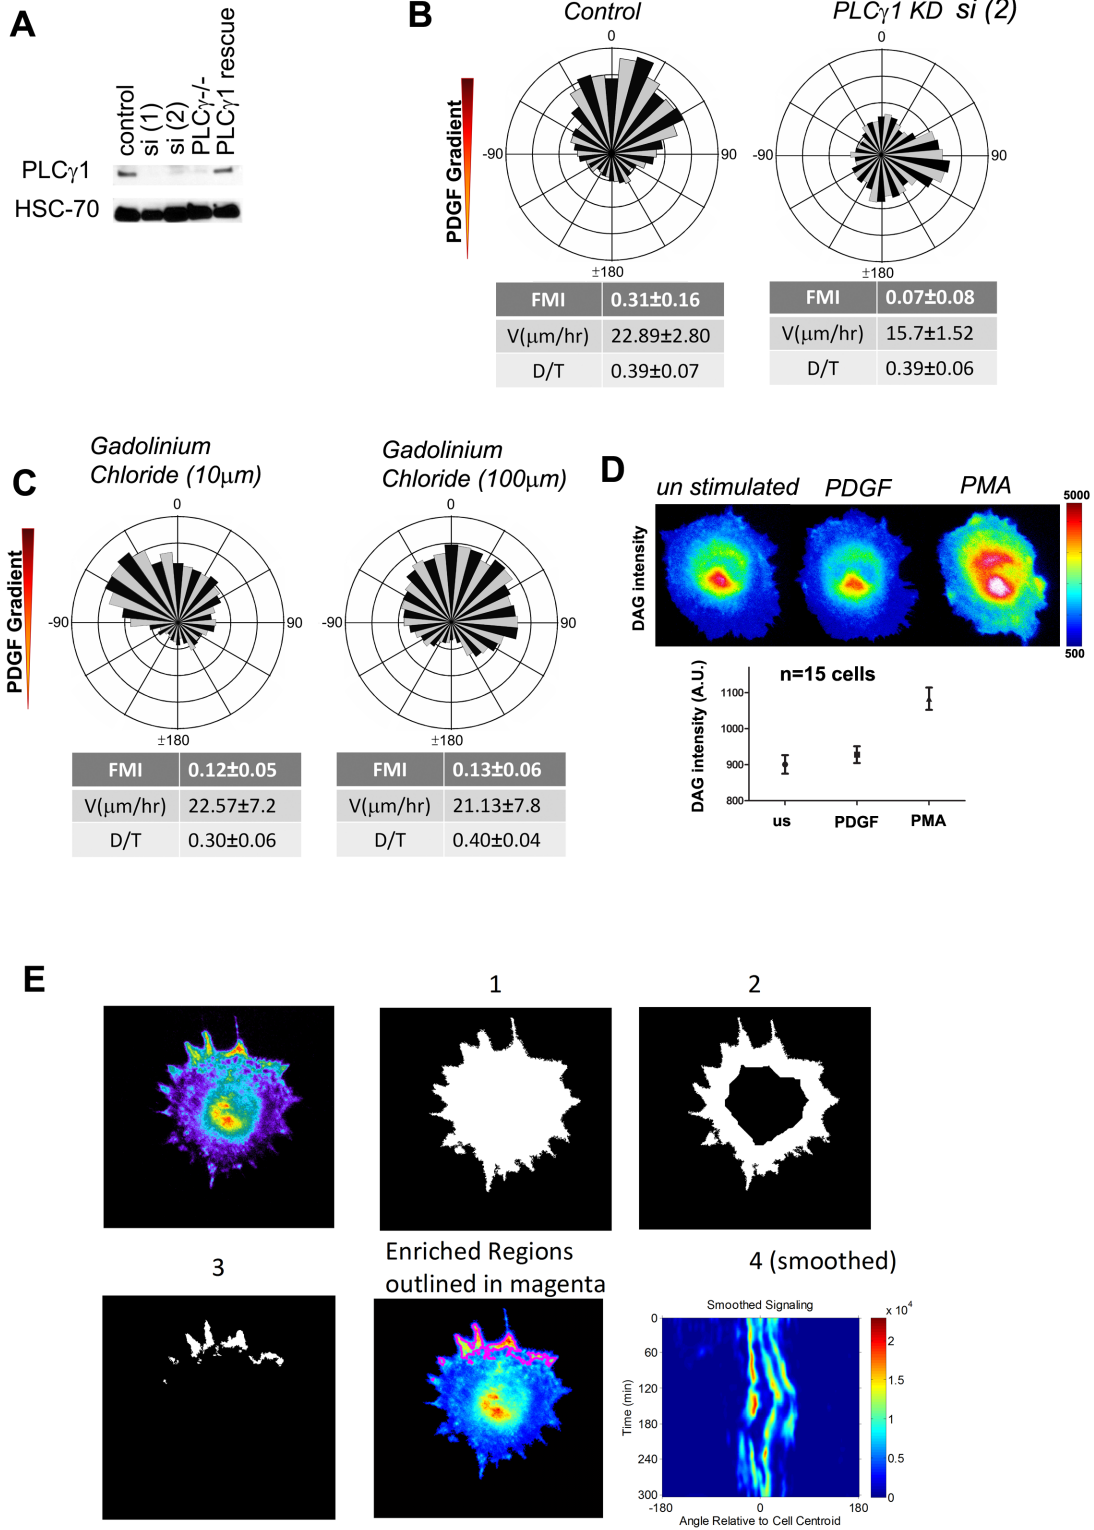 A
control
si (1)
si (2)
PLCγ-/-
PLCγ1 rescue
PLCγ1
HSC-70
B
Control
PLCγ1 KD si (2)
PDGF Gradient
0
-90
90
±180
0
-90
90
±180
FMI 0.31±0.16
V(μm/hr) 22.89±2.80
D/T 0.39±0.07
FMI 0.07±0.08
V(μm/hr) 15.7±1.52
D/T 0.39±0.06
C
Gadolinium
Chloride (10μm)
Gadolinium
Chloride (100μm)
PDGF Gradient
0
-90
90
±180
0
-90
90
±180
FMI 0.12±0.05
V(μm/hr) 22.57±7.2
D/T 0.30±0.06
FMI 0.13±0.06
V(μm/hr) 21.13±7.8
D/T 0.40±0.04
D
un stimulated PDGF PMA
DAG intensity
5000
500
n=15 cells
DAG intensity (A.U.)
1100
1000
900
800
us PDGF PMA
E
1
2
3
Enriched Regions
outlined in magenta
4 (smoothed)
Smoothed Signaling
x 10⁴
Time (min)
0
60
120
180
240
300
-180 0 180
Angle Relative to Cell Centroid
2
1.5
1
0.5
0